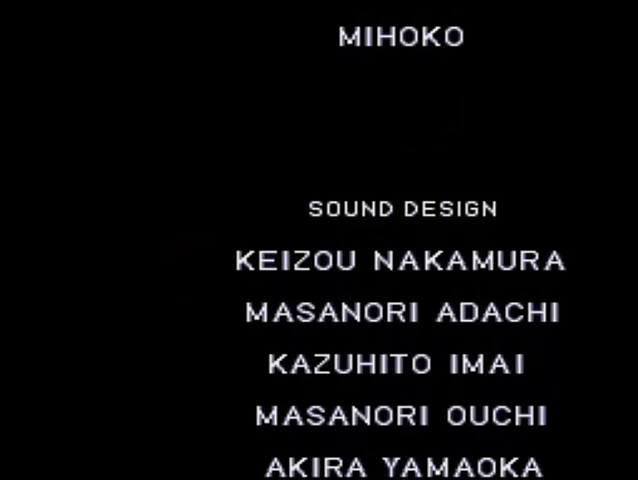 MIHOKO
SOUND DESIGN
KEIZOU NAKAMURA
MASANORI ADACHI
KAZUHITO IMAI
MASANORI OUCHI
AKIRA YAMAOKA